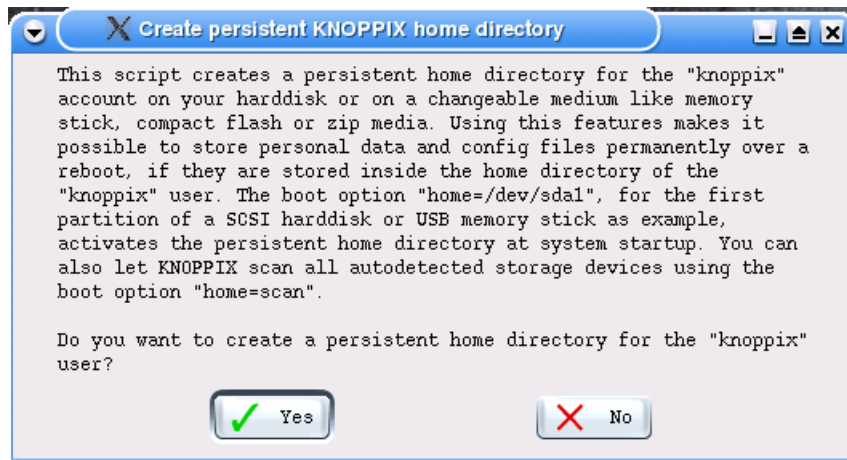 Create persistent KNOPPIX home directory
This script creates a persistent home directory for the "knoppix"
account on your harddisk or on a changeable medium like memory
stick, compact flash or zip media. Using this features makes it
possible to store personal data and config files permanently over a
reboot, if they are stored inside the home directory of the
"knoppix" user. The boot option "home=/dev/sda1", for the first
partition of a SCSI harddisk or USB memory stick as example,
activates the persistent home directory at system startup. You can
also let KNOPPIX scan all autodetected storage devices using the
boot option "home=scan".
Do you want to create a persistent home directory for the "knoppix"
user?
Yes
No